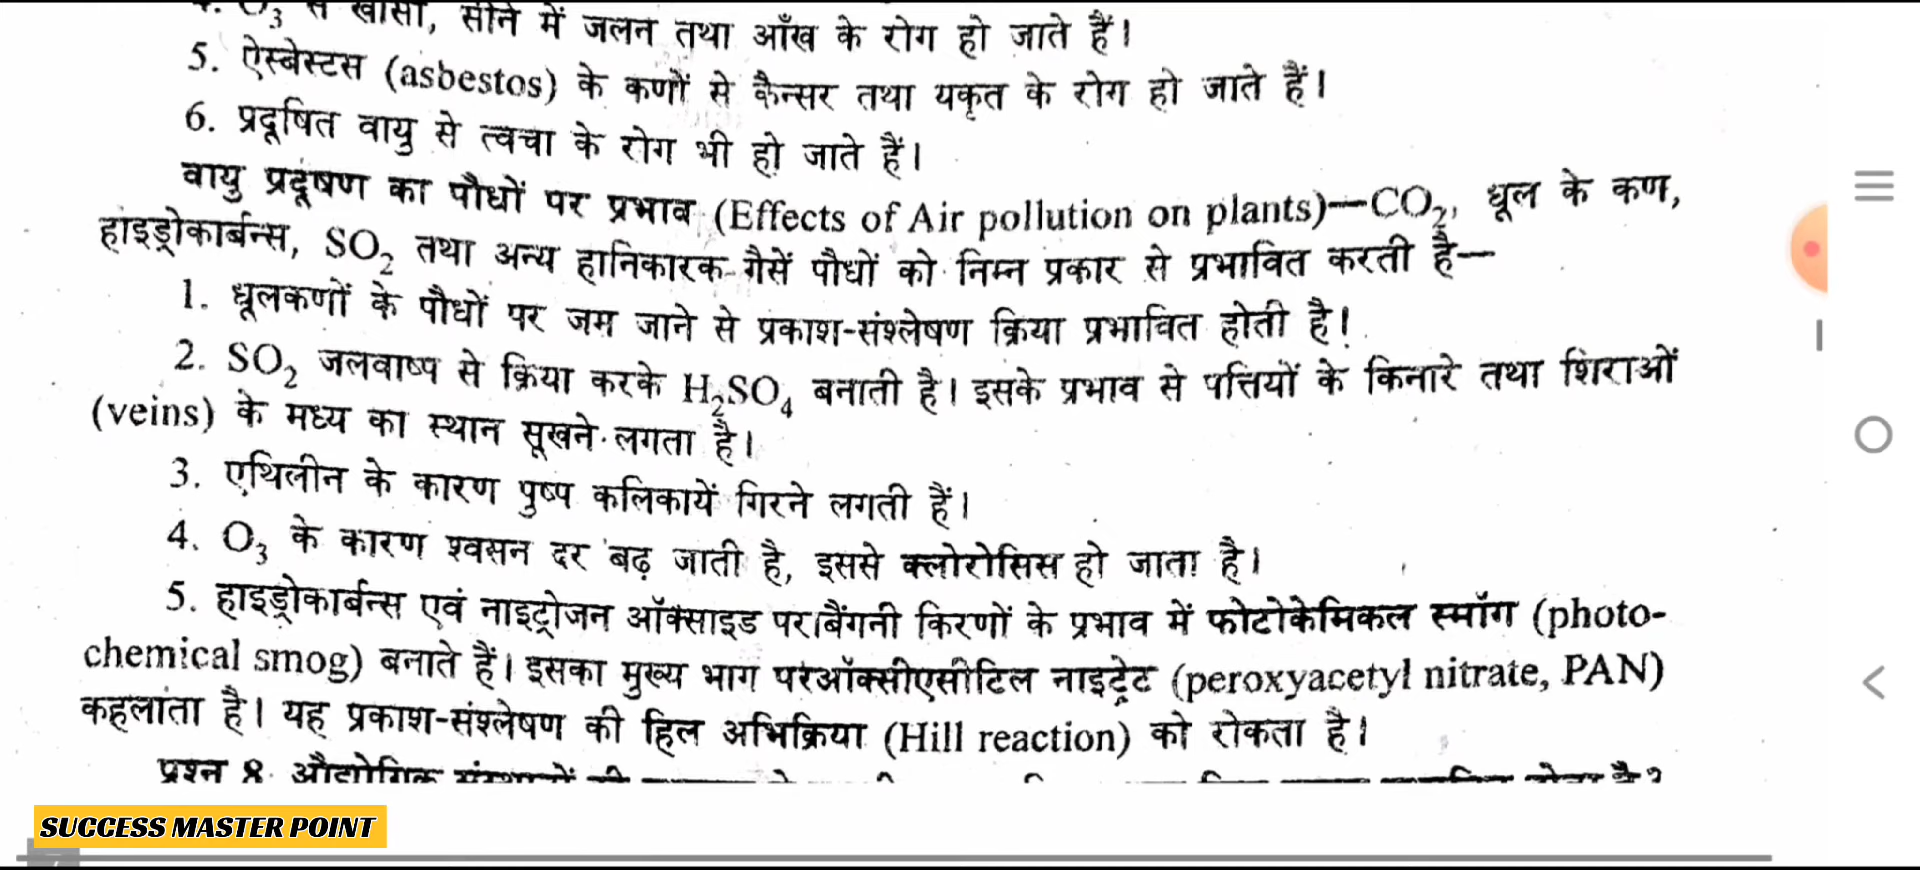 4. O₃ से खाँसी, सीने में जलन तथा आँख के रोग हो जाते हैं।
5. ऐस्बेस्टस (asbestos) के कणों से कैन्सर तथा यकृत के रोग हो जाते हैं।
6. प्रदूषित वायु से त्वचा के रोग भी हो जाते हैं।
वायु प्रदूषण का पौधों पर प्रभाव (Effects of Air pollution on plants)—CO₂, धूल के कण,
हाइड्रोकार्बन्स, SO₂ तथा अन्य हानिकारक गैसें पौधों को निम्न प्रकार से प्रभावित करती है—
1. धूलकणों के पौधों पर जम जाने से प्रकाश-संश्लेषण क्रिया प्रभावित होती है।
2. SO₂ जलवाष्प से क्रिया करके H₂SO₄ बनाती है। इसके प्रभाव से पत्तियों के किनारे तथा शिराओं
(veins) के मध्य का स्थान सूखने लगता है।
3. एथिलीन के कारण पुष्प कलिकायें गिरने लगती हैं।
4. O₃ के कारण श्वसन दर बढ़ जाती है, इससे क्लोरोसिस हो जाता है।
5. हाइड्रोकार्बन्स एवं नाइट्रोजन ऑक्साइड पराबैंगनी किरणों के प्रभाव में फोटोकेमिकल स्मॉग (photo-
chemical smog) बनाते हैं। इसका मुख्य भाग परऑक्सीएसीटिल नाइट्रेट (peroxyacetyl nitrate, PAN)
कहलाता है। यह प्रकाश-संश्लेषण की हिल अभिक्रिया (Hill reaction) को रोकता है।
प्रश्न 8. औद्योगिक
SUCCESS MASTER POINT